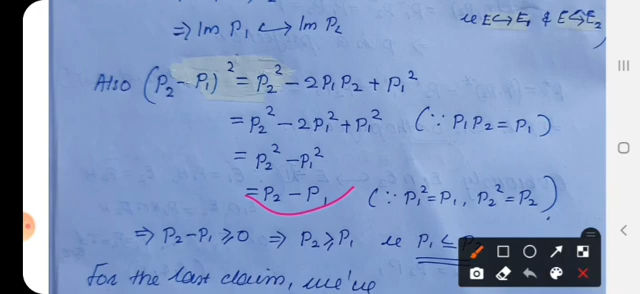 ⇒ Im P₁ ↪ Im P₂ ie E ↪ E₁ & E ↪ E₂
Also (P₂ - P₁)² = P₂² - 2P₁P₂ + P₁²
= P₂² - 2P₁² + P₁² (∵ P₁P₂ = P₁)
= P₂² - P₁²
= P₂ - P₁ (∵ P₁² = P₁, P₂² = P₂)
⇒ P₂ - P₁ ⩾ 0 ⇒ P₂ ⩾ P₁ ie P₁ ≤
For the last claim, we've